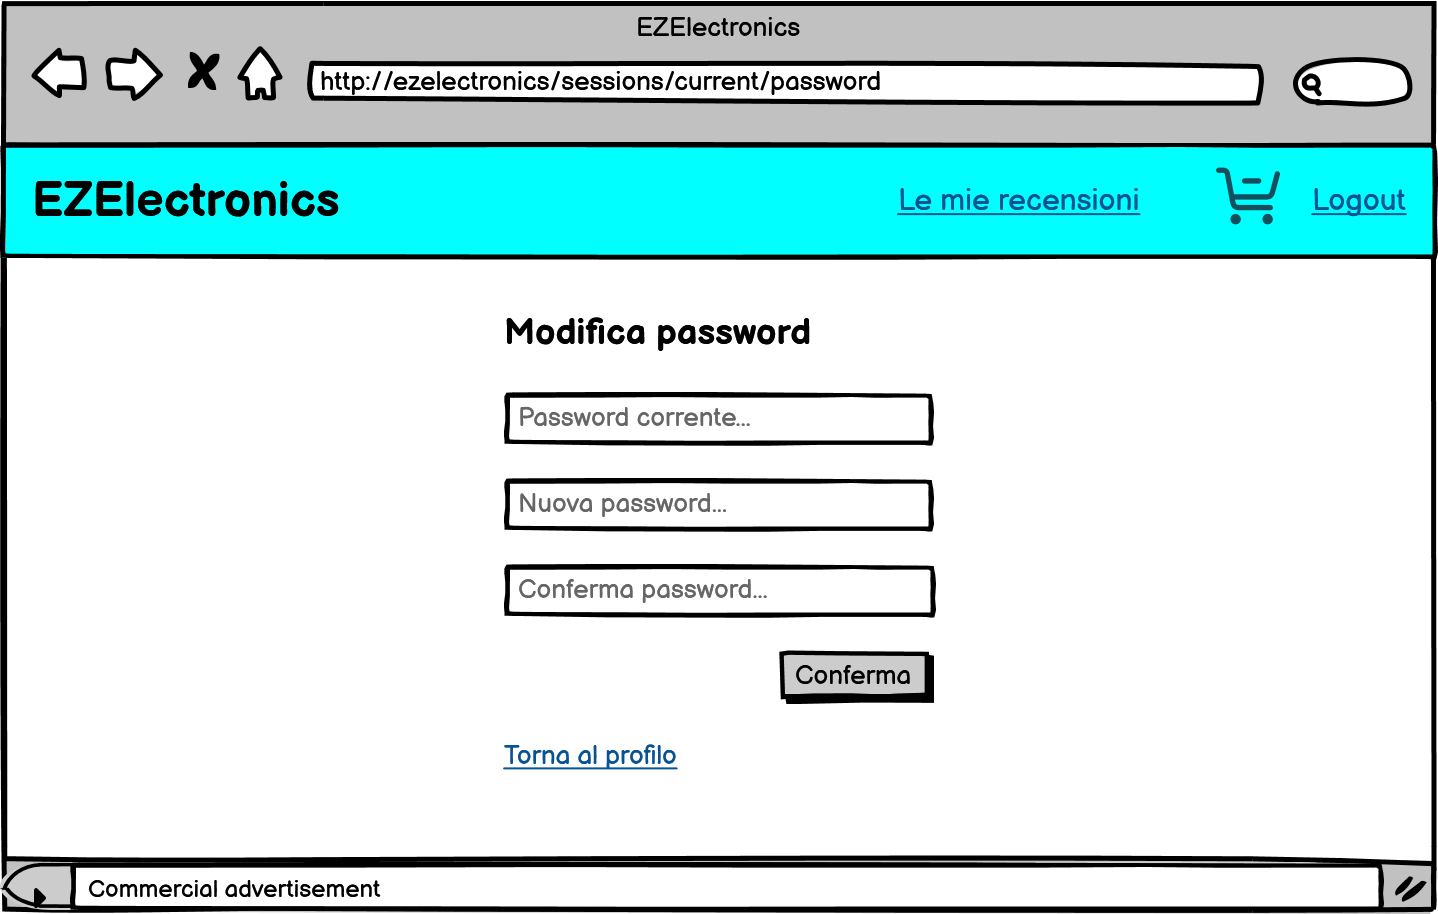 EZElectronics
http://ezelectronics/sessions/current/password
EZElectronics
Le mie recensioni
Logout
Modifica password
Password corrente...
Nuova password...
Conferma password...
Conferma
Torna al profilo
Commercial advertisement